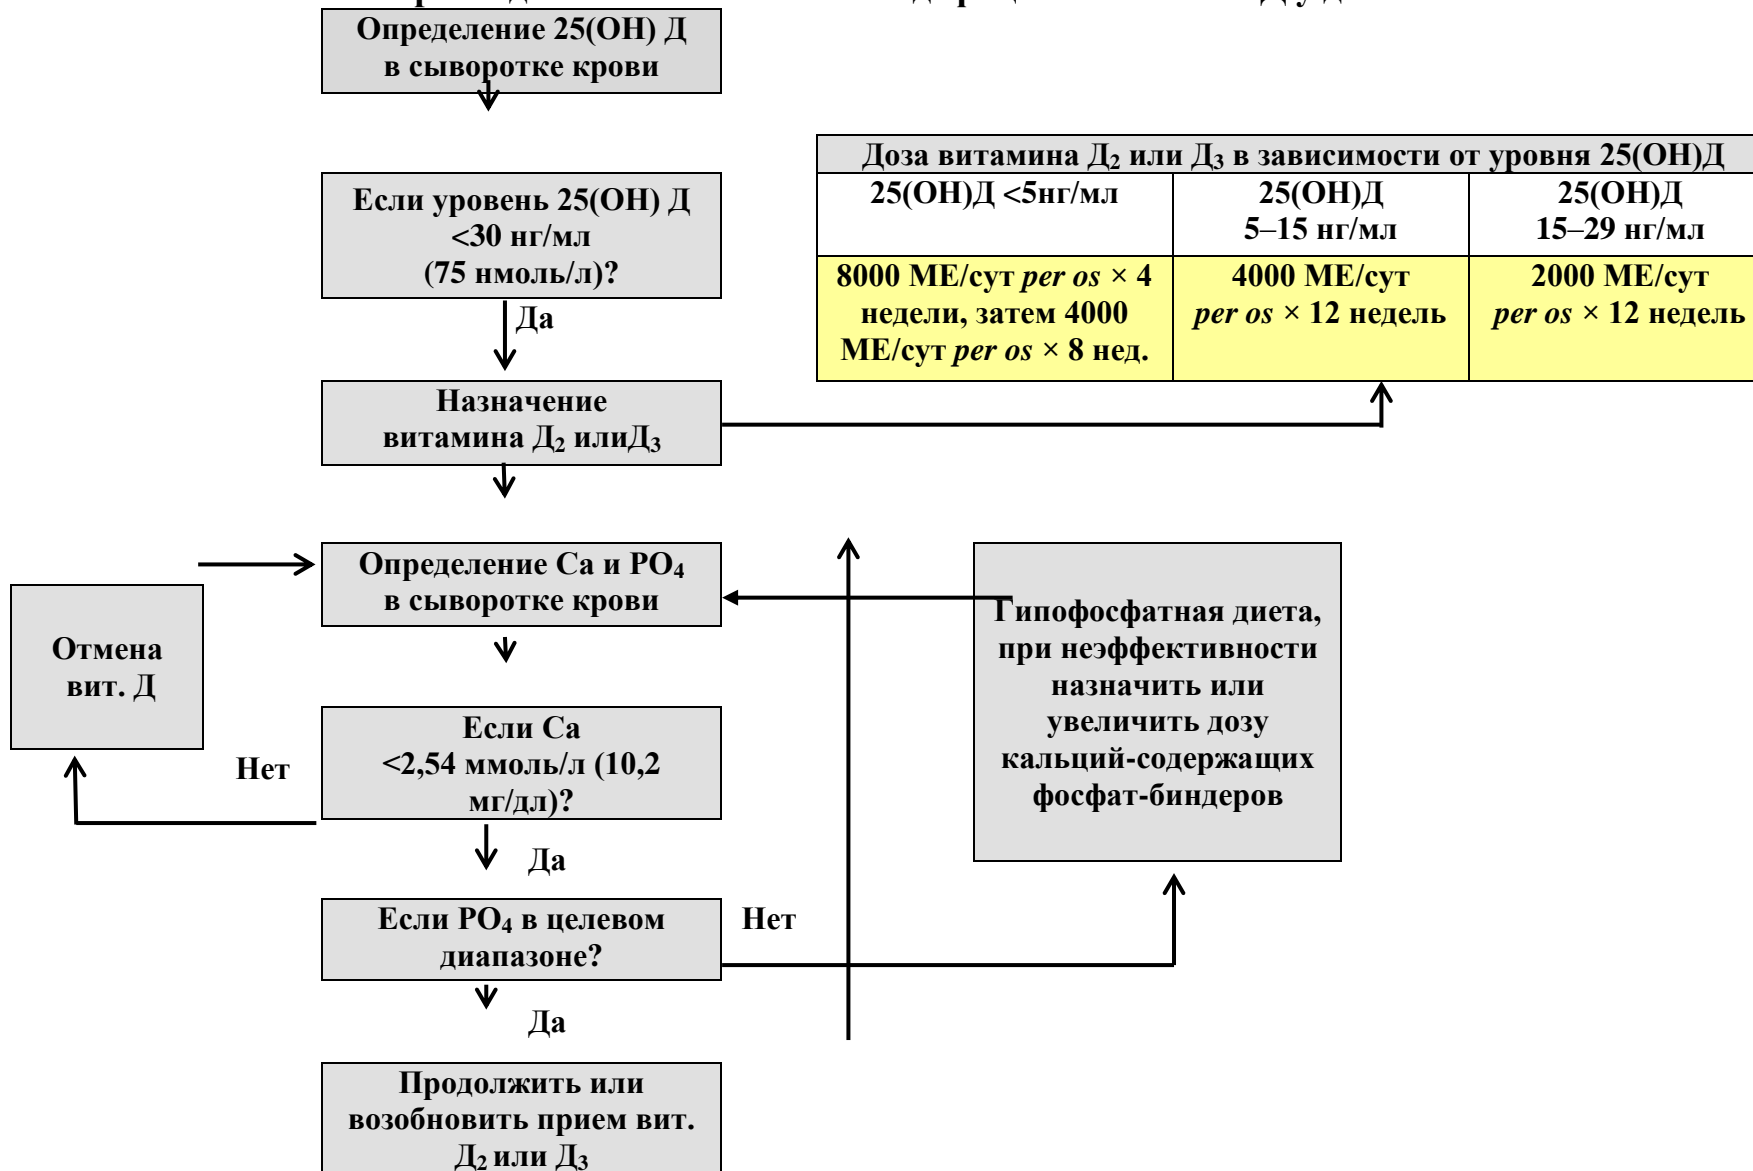 Определение 25(ОН) Д
в сыворотке крови
Доза витамина Д₂ или Д₃ в зависимости от уровня 25(ОН)Д
25(ОН)Д <5нг/мл
25(ОН)Д
5–15 нг/мл
25(ОН)Д
15–29 нг/мл
8000 МЕ/сут per os × 4
недели, затем 4000
МЕ/сут per os × 8 нед.
4000 МЕ/сут
per os × 12 недель
2000 МЕ/сут
per os × 12 недель
Если уровень 25(ОН) Д
<30 нг/мл
(75 нмоль/л)?
Да
Назначение
витамина Д₂ илиД₃
Определение Са и РО₄
в сыворотке крови
Отмена
вит. Д
Гипофосфатная диета,
при неэффективности
назначить или
увеличить дозу
кальций-содержащих
фосфат-биндеров
Если Са
<2,54 ммоль/л (10,2
мг/дл)?
Нет
Да
Если РО₄ в целевом
диапазоне?
Нет
Да
Продолжить или
возобновить прием вит.
Д₂ или Д₃